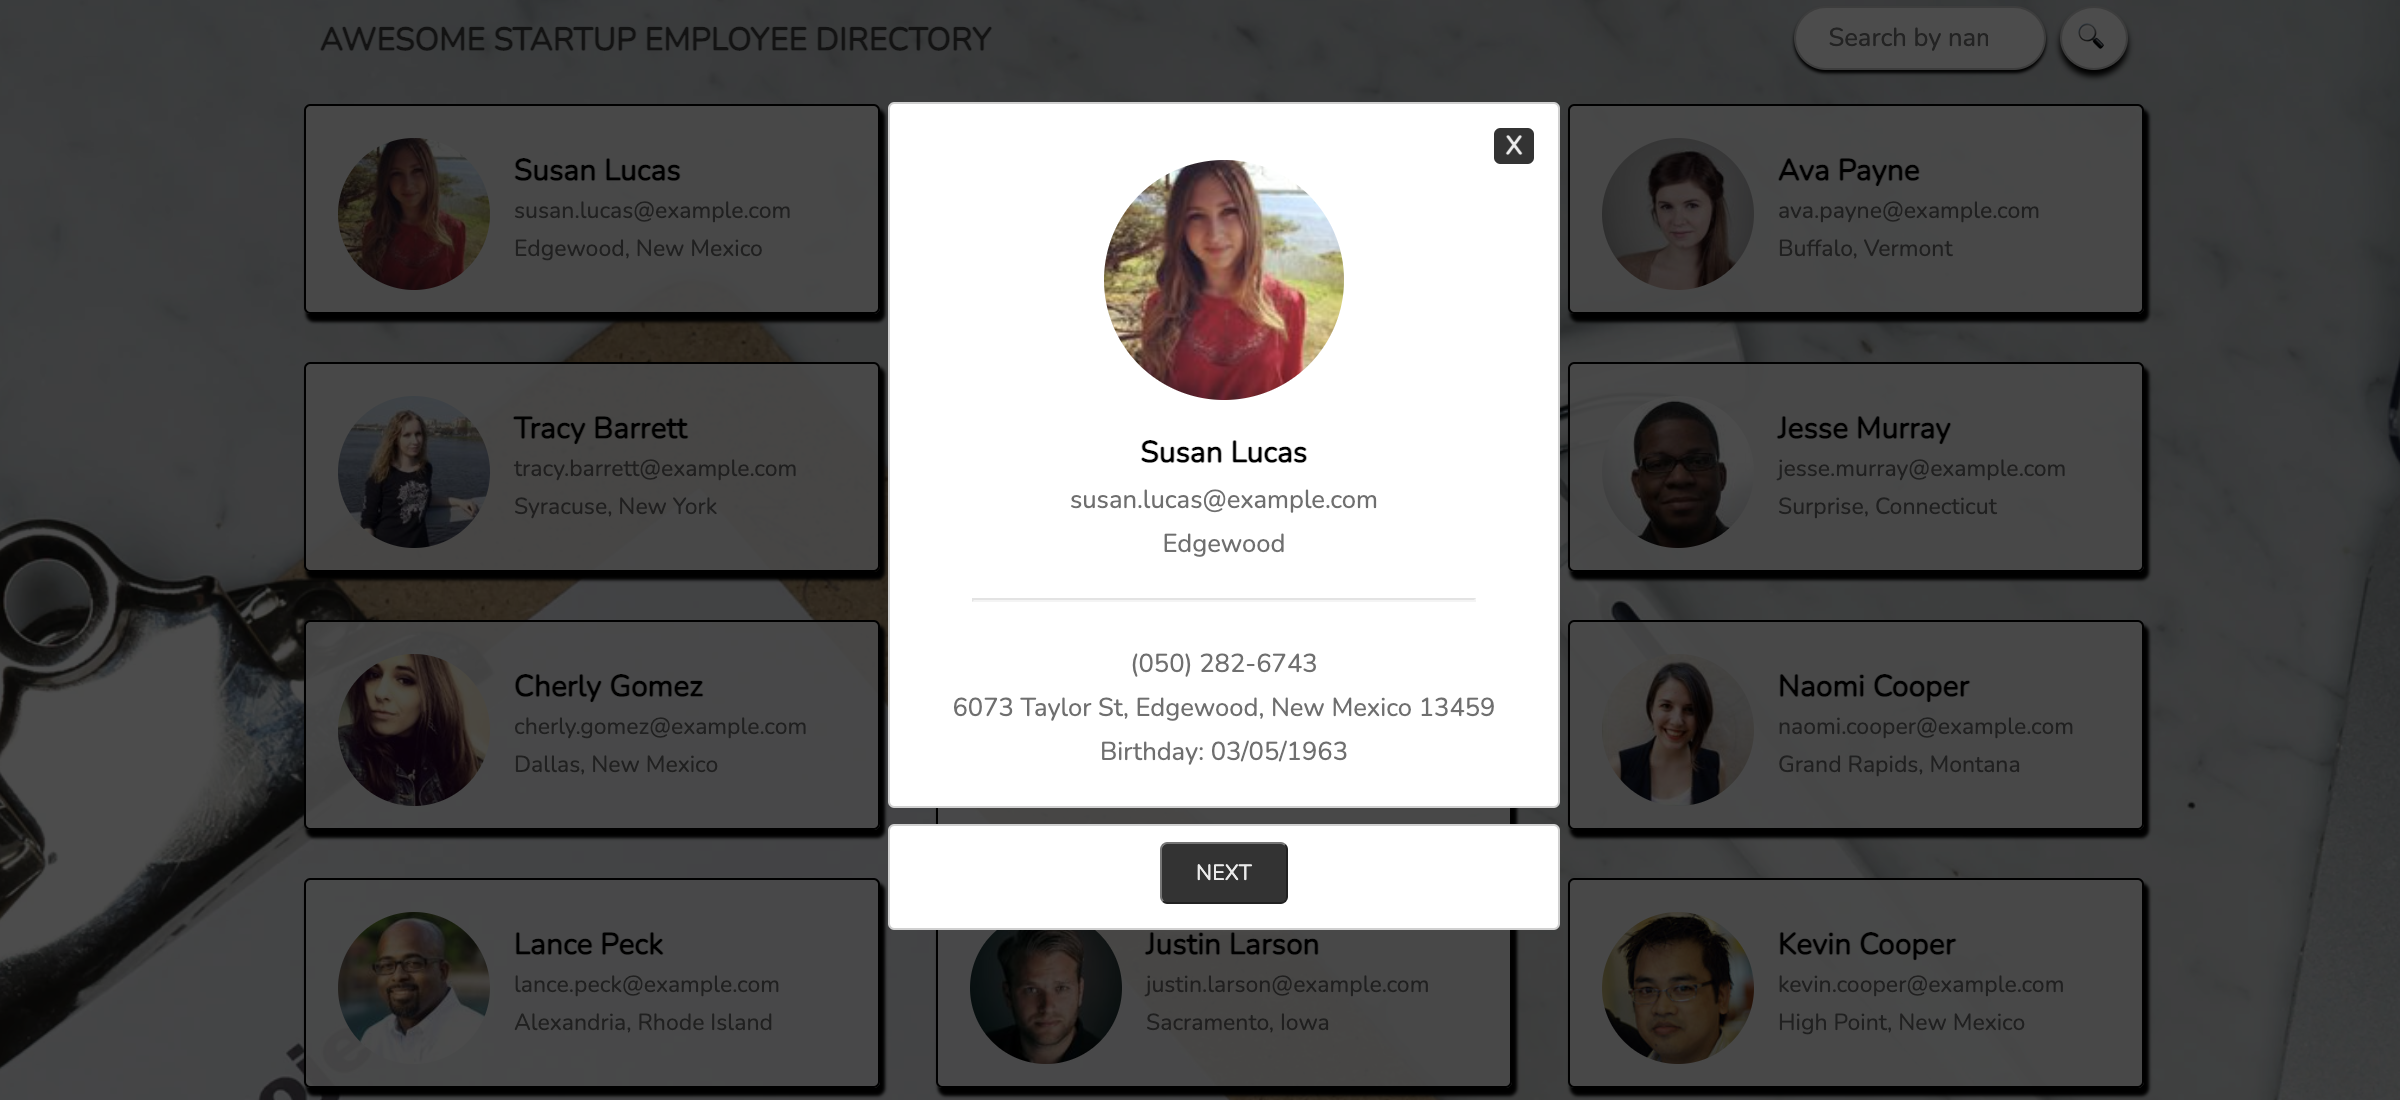 AWESOME STARTUP EMPLOYEE DIRECTORY
Search by nan
Susan Lucas
susan.lucas@example.com
Edgewood, New Mexico
X
Susan Lucas
susan.lucas@example.com
Edgewood
(050) 282-6743
6073 Taylor St, Edgewood, New Mexico 13459
Birthday: 03/05/1963
NEXT
Ava Payne
ava.payne@example.com
Buffalo, Vermont
Tracy Barrett
tracy.barrett@example.com
Syracuse, New York
Jesse Murray
jesse.murray@example.com
Surprise, Connecticut
Cherly Gomez
cherly.gomez@example.com
Dallas, New Mexico
Naomi Cooper
naomi.cooper@example.com
Grand Rapids, Montana
Lance Peck
lance.peck@example.com
Alexandria, Rhode Island
Justin Larson
justin.larson@example.com
Sacramento, Iowa
Kevin Cooper
kevin.cooper@example.com
High Point, New Mexico